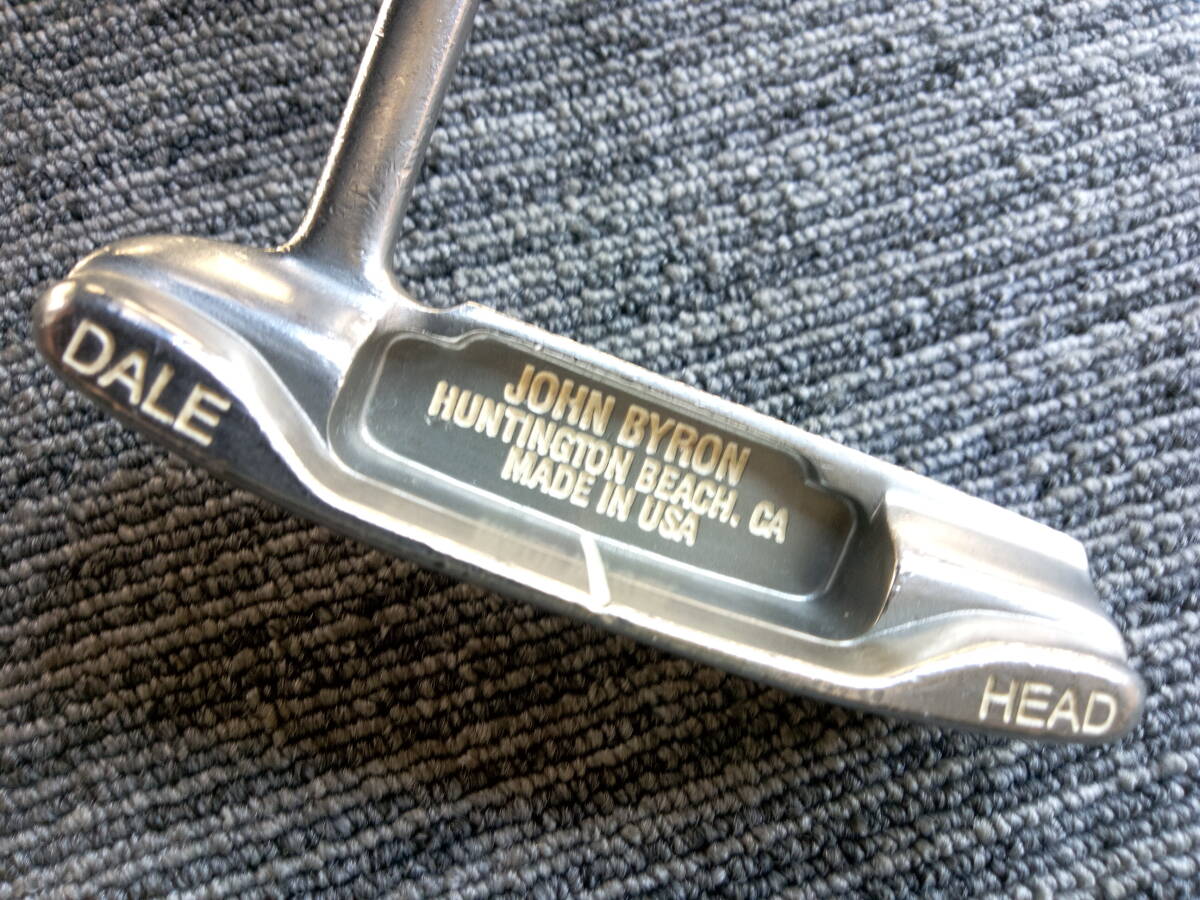 DALE
JOHN BYRON
HUNTINGTON BEACH. CA
MADE IN USA
HEAD